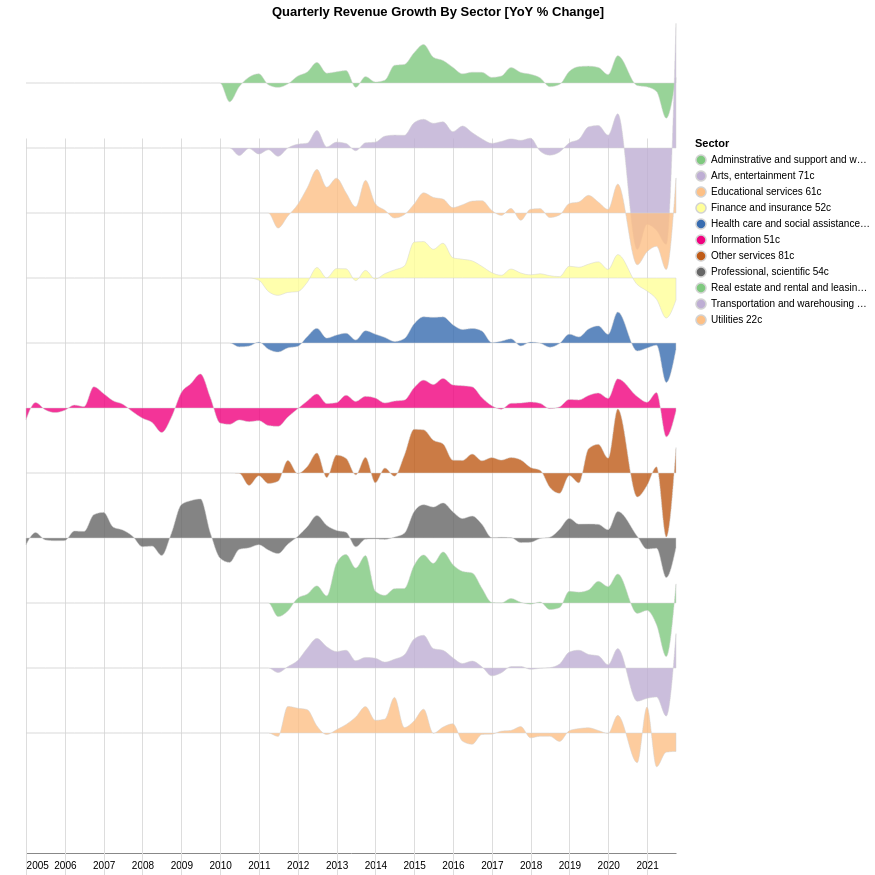 Quarterly Revenue Growth By Sector [YoY % Change]
Sector
Adminstrative and support and w…
Arts, entertainment 71c
Educational services 61c
Finance and insurance 52c
Health care and social assistance…
Information 51c
Other services 81c
Professional, scientific 54c
Real estate and rental and leasin…
Transportation and warehousing …
Utilities 22c
2005 2006 2007 2008 2009 2010 2011 2012 2013 2014 2015 2016 2017 2018 2019 2020 2021